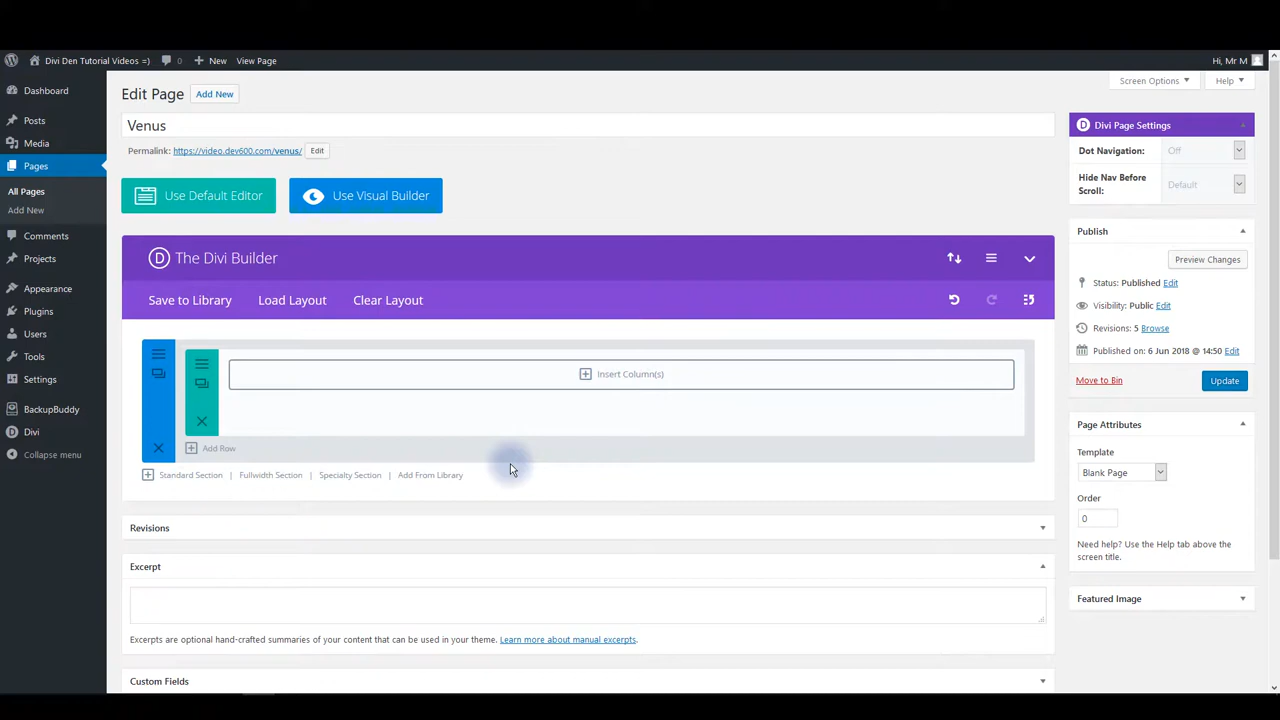 Divi Den Tutorial Videos =) 0 New View Page Hi, Mr M
Screen Options Help
Dashboard
Posts
Media
Pages
All Pages
Add New
Comments
Projects
Appearance
Plugins
Users
Tools
Settings
BackupBuddy
Divi
Collapse menu
Edit Page Add New
Venus
Permalink: https://video.dev600.com/venus/ Edit
Use Default Editor Use Visual Builder
D The Divi Builder
Save to Library Load Layout Clear Layout
Insert Column(s)
Add Row
Standard Section | Fullwidth Section | Specialty Section | Add From Library
Revisions
Excerpt
Excerpts are optional hand-crafted summaries of your content that can be used in your theme. Learn more about manual excerpts.
Custom Fields
D Divi Page Settings
Dot Navigation: Off
Hide Nav Before Default
Scroll:
Publish
Preview Changes
Status: Published Edit
Visibility: Public Edit
Revisions: 5 Browse
Published on: 6 Jun 2018 @ 14:50 Edit
Move to Bin Update
Page Attributes
Template
Blank Page
Order
0
Need help? Use the Help tab above the
screen title.
Featured Image